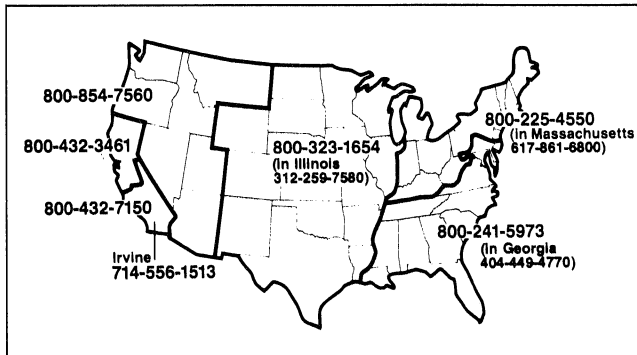 800-854-7560
800-432-3461
800-432-7150
Irvine
714-556-1513
800-323-1654
(in Illinois
312-259-7580)
800-225-4550
(in Massachusetts
617-861-6800)
800-241-5973
(in Georgia
404-449-4770)